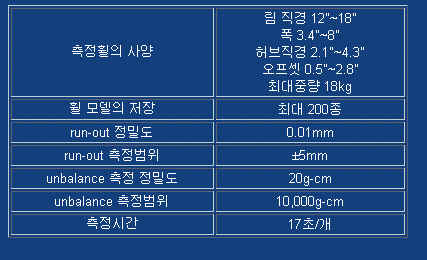 측정휠의 사양
림 직경 12"~18"
폭 3.4"~8"
허브직경 2.1"~4.3"
오프셋 0.5"~2.8"
최대중량 18kg
휠 모델의 저장 최대 200종
run-out 정밀도 0.01mm
run-out 측정범위 ±5mm
unbalance 측정 정밀도 20g-cm
unbalance 측정범위 10,000g-cm
측정시간 17초/개